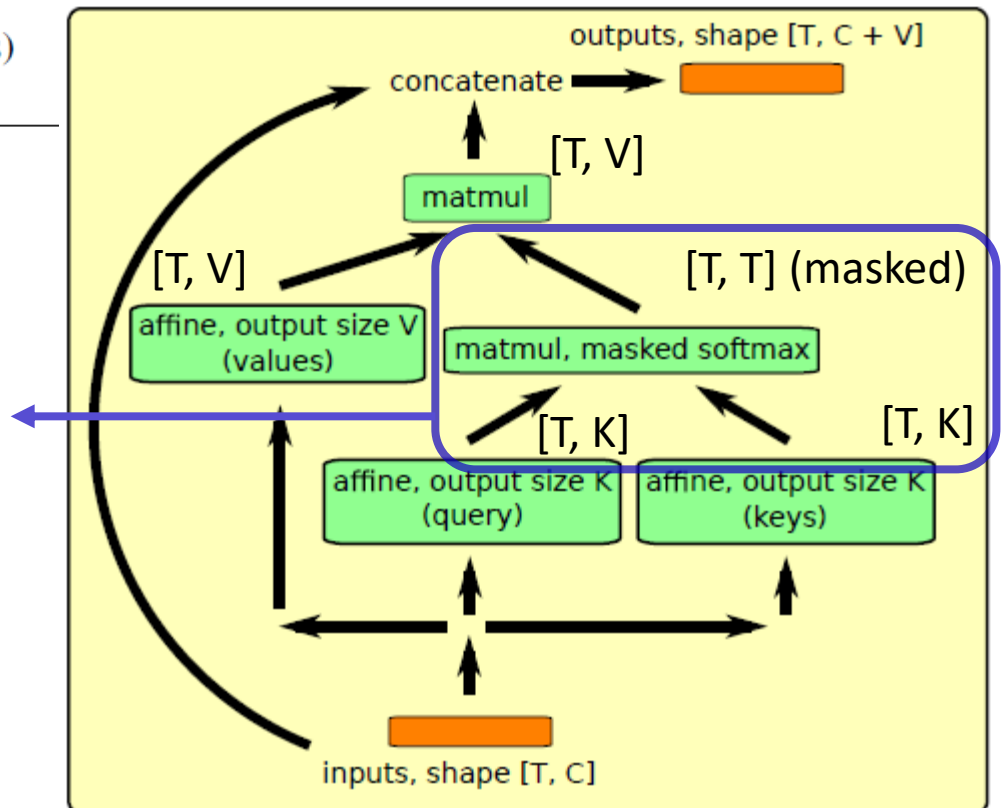 )
outputs, shape [T, C + V]
concatenate
[T, V]
matmul
[T, V]
[T, T] (masked)
affine, output size V
(values)
matmul, masked softmax
[T, K]
[T, K]
affine, output size K
(query)
affine, output size K
(keys)
inputs, shape [T, C]